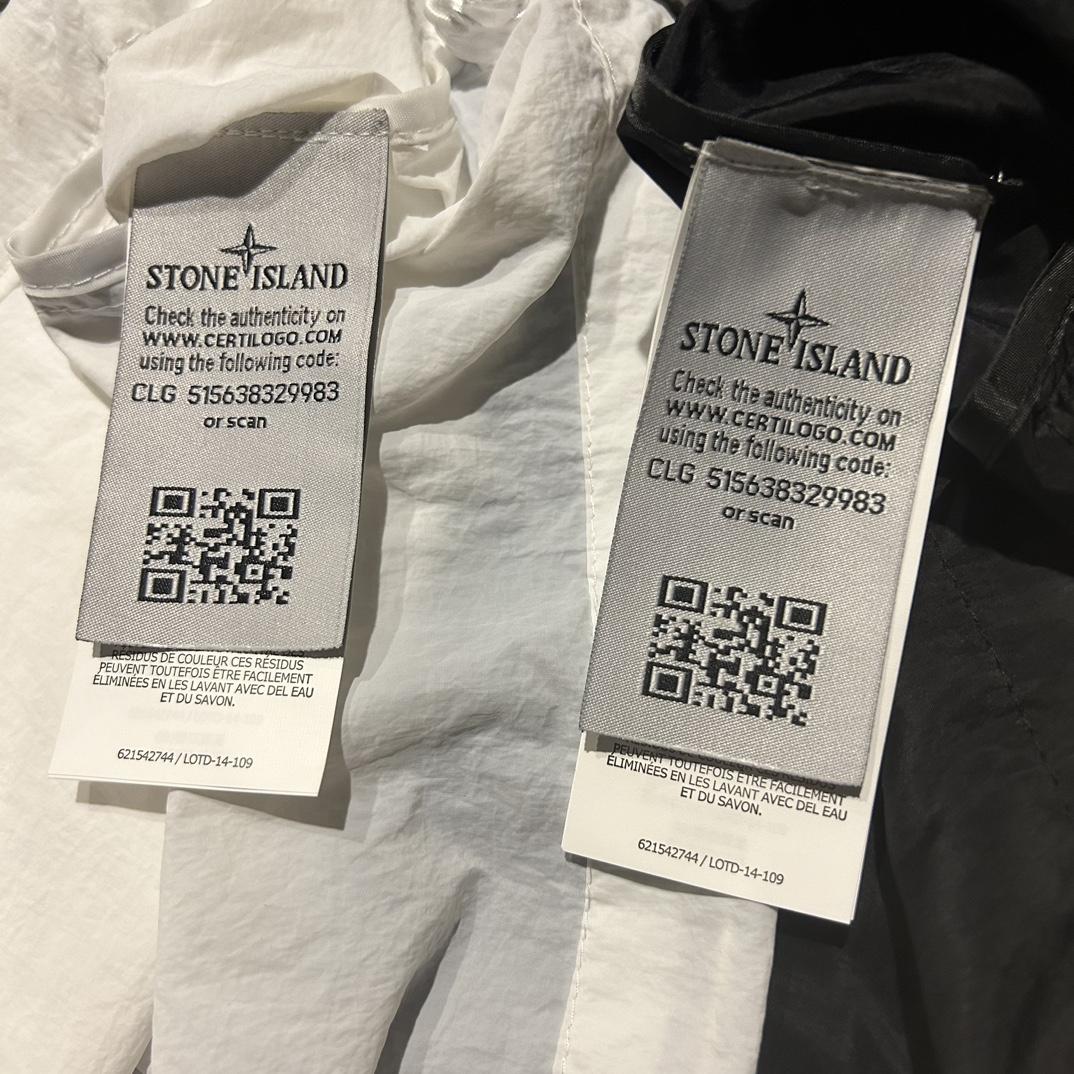 STONE ISLAND
Check the authenticity on
WWW.CERTILOGO.COM
using the following code:
CLG 515638329983
or scan
RÉSIDUS DE COULEUR CES RÉSIDUS
PEUVENT TOUTEFOIS ÊTRE FACILEMENT
ÉLIMINÉES EN LES LAVANT AVEC DEL EAU
ET DU SAVON.
621542744 / LOTD-14-109
STONE ISLAND
Check the authenticity on
WWW.CERTILOGO.COM
using the following code:
CLG 515638329983
or scan
PEUVENT TOUTEFOIS ÊTRE FACILEMENT
ÉLIMINÉES EN LES LAVANT AVEC DEL EAU
ET DU SAVON.
621542744 / LOTD-14-109